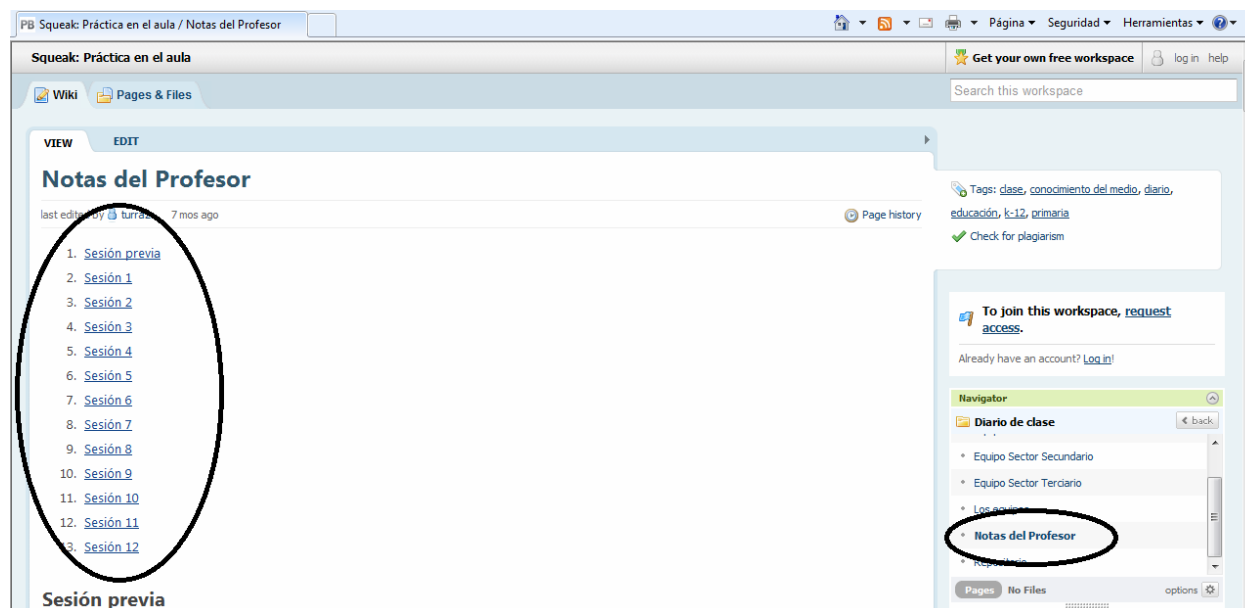 PB Squeak: Práctica en el aula / Notas del Profesor
Página Seguridad Herramientas
Squeak: Práctica en el aula
Get your own free workspace log in help
Wiki Pages & Files
Search this workspace
VIEW EDIT
Notas del Profesor
last edited by 7 mos ago Page history
1. Sesión previa
2. Sesión 1
3. Sesión 2
4. Sesión 3
5. Sesión 4
6. Sesión 5
7. Sesión 6
8. Sesión 7
9. Sesión 8
10. Sesión 9
11. Sesión 10
12. Sesión 11
13. Sesión 12
Sesión previa
Tags: clase, conocimiento del medio, diario,
educación, k-12, primaria
Check for plagiarism
To join this workspace, request
access.
Already have an account? Log in!
Navigator
Diario de clase back
Equipo Sector Secundario
Equipo Sector Terciario
Los equipos
Notas del Profesor
Repositorio
Pages No Files options